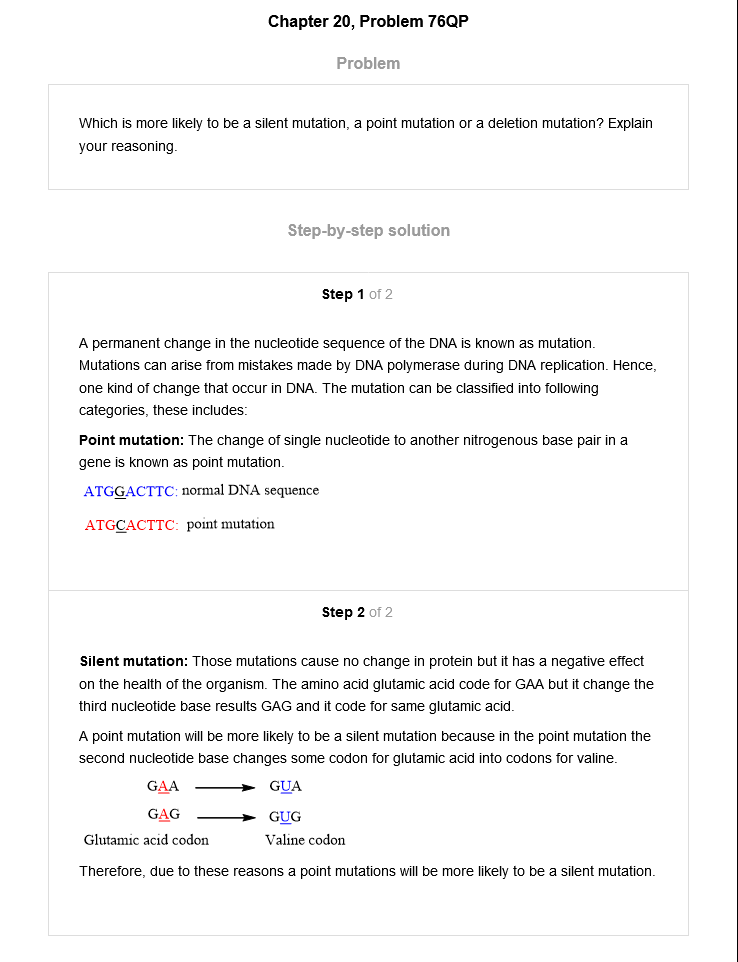 Chapter 20, Problem 76QP
Problem
Which is more likely to be a silent mutation, a point mutation or a deletion mutation? Explain
your reasoning.
Step-by-step solution
Step 1 of 2
A permanent change in the nucleotide sequence of the DNA is known as mutation.
Mutations can arise from mistakes made by DNA polymerase during DNA replication. Hence,
one kind of change that occur in DNA. The mutation can be classified into following
categories, these includes:
Point mutation: The change of single nucleotide to another nitrogenous base pair in a
gene is known as point mutation.
ATGGACTTC: normal DNA sequence
ATGCACTTC: point mutation
Step 2 of 2
Silent mutation: Those mutations cause no change in protein but it has a negative effect
on the health of the organism. The amino acid glutamic acid code for GAA but it change the
third nucleotide base results GAG and it code for same glutamic acid.
A point mutation will be more likely to be a silent mutation because in the point mutation the
second nucleotide base changes some codon for glutamic acid into codons for valine.
GAA GUA
GAG GUG
Glutamic acid codon Valine codon
Therefore, due to these reasons a point mutations will be more likely to be a silent mutation.